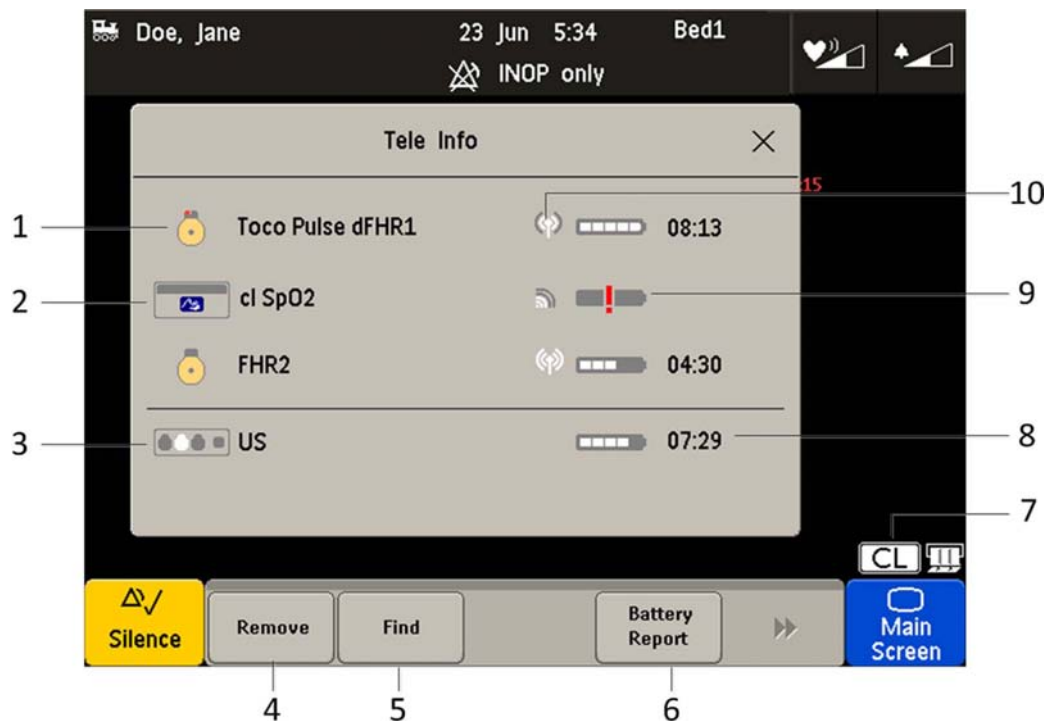 Doe, Jane 23 Jun 5:34 Bed1
INOP only
Tele Info
:15
10
1 Toco Pulse dFHR1 08:13
2 cl SpO2 ! 9
FHR2 04:30
3 US 07:29 8
7
CL
Silence
Remove
Find
Battery
Report
Main
Screen
4 5 6